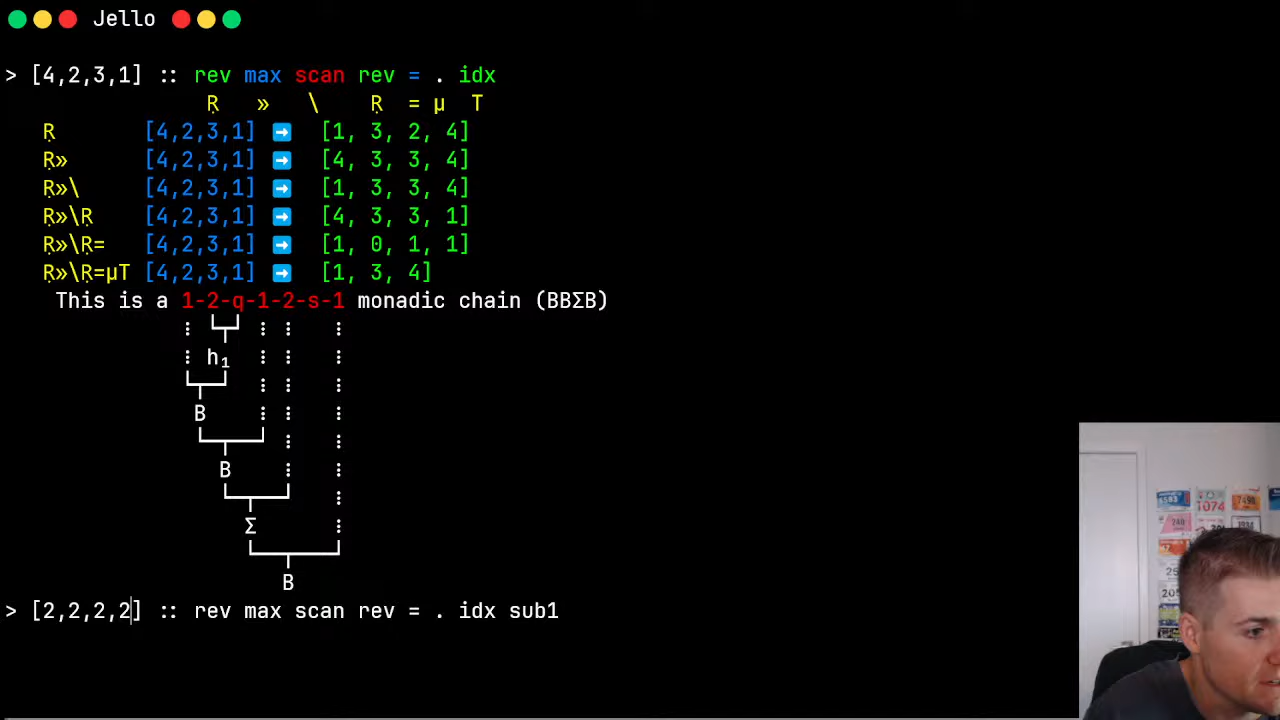 Jello
> [4,2,3,1] :: rev max scan rev = . idx
Ṛ » \ Ṛ = µ T
Ṛ [4,2,3,1] ➡ [1, 3, 2, 4]
Ṛ» [4,2,3,1] ➡ [4, 3, 3, 4]
Ṛ»\ [4,2,3,1] ➡ [1, 3, 3, 4]
Ṛ»\Ṛ [4,2,3,1] ➡ [4, 3, 3, 1]
Ṛ»\Ṛ= [4,2,3,1] ➡ [1, 0, 1, 1]
Ṛ»\Ṛ=µT [4,2,3,1] ➡ [1, 3, 4]
This is a 1-2-q-1-2-s-1 monadic chain (BBΣB)
h₁
B
B
Σ
B
> [2,2,2,2] :: rev max scan rev = . idx sub1
1074